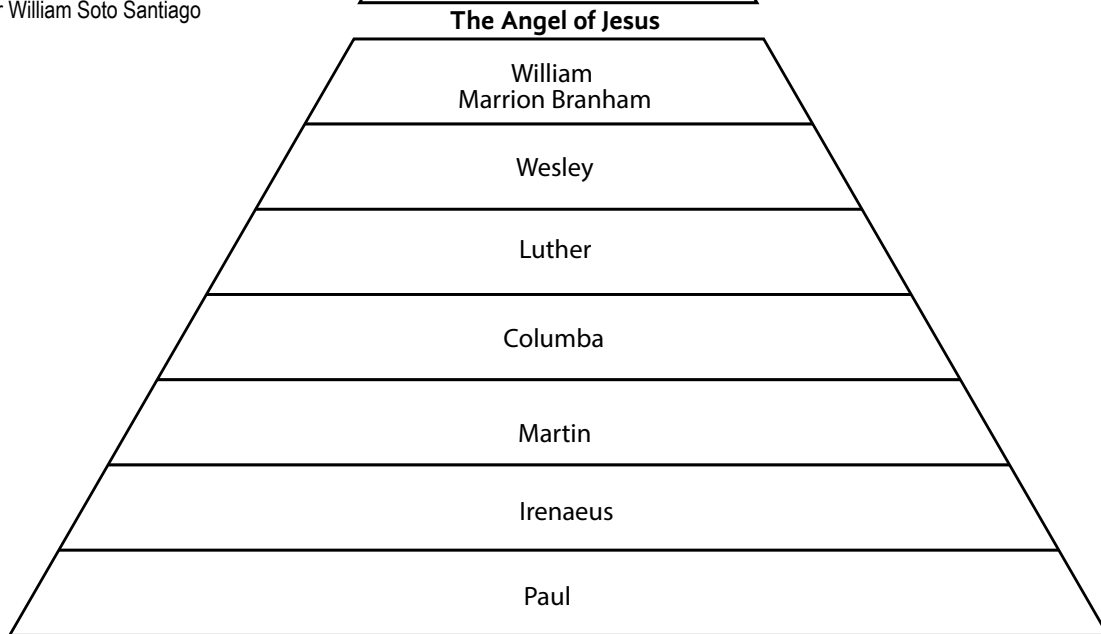 William Soto Santiago
The Angel of Jesus
William
Marrion Branham
Wesley
Luther
Columba
Martin
Irenaeus
Paul